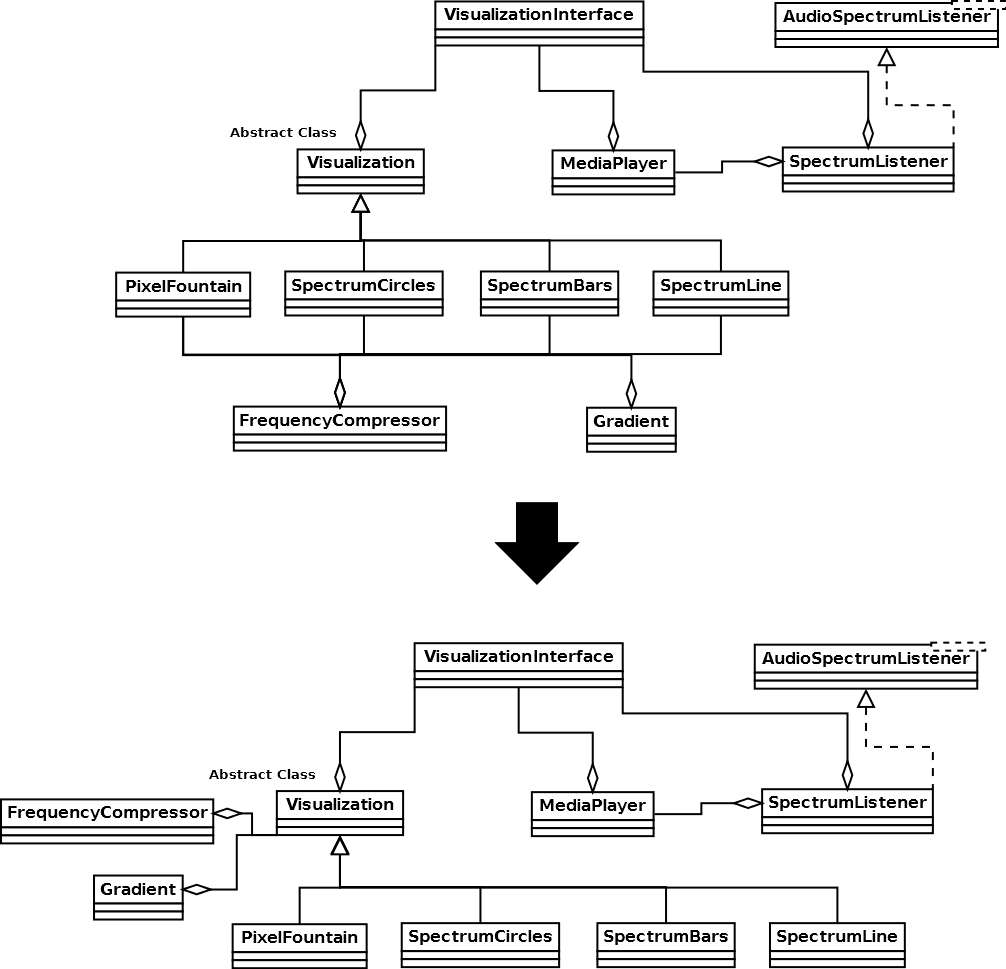 VisualizationInterface
AudioSpectrumListener
Abstract Class
Visualization
MediaPlayer
SpectrumListener
PixelFountain
SpectrumCircles
SpectrumBars
SpectrumLine
FrequencyCompressor
Gradient
VisualizationInterface
AudioSpectrumListener
Abstract Class
FrequencyCompressor
Visualization
MediaPlayer
SpectrumListener
Gradient
PixelFountain
SpectrumCircles
SpectrumBars
SpectrumLine